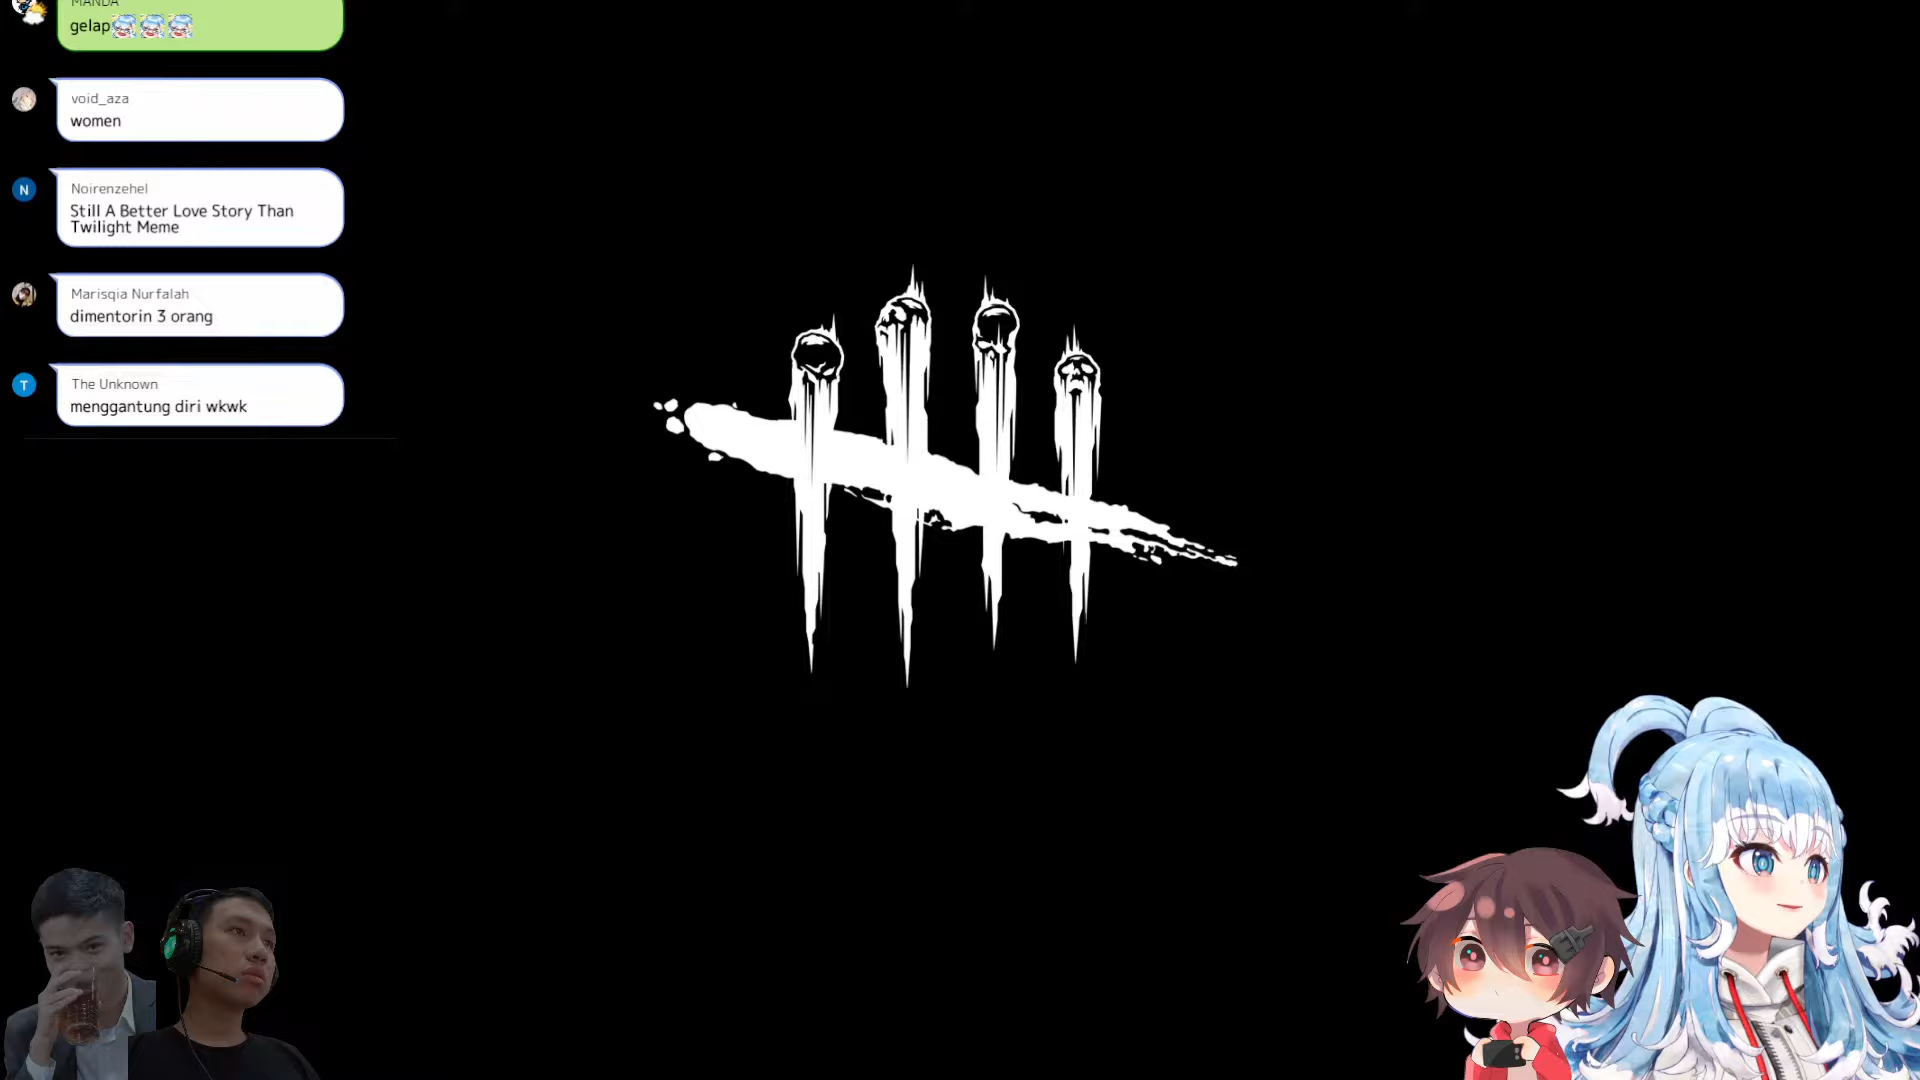 MANDA
gelap
void_aza
women
N
Noirenzehel
Still A Better Love Story Than
Twilight Meme
Marisqia Nurfalah
dimentorin 3 orang
T
The Unknown
menggantung diri wkwk